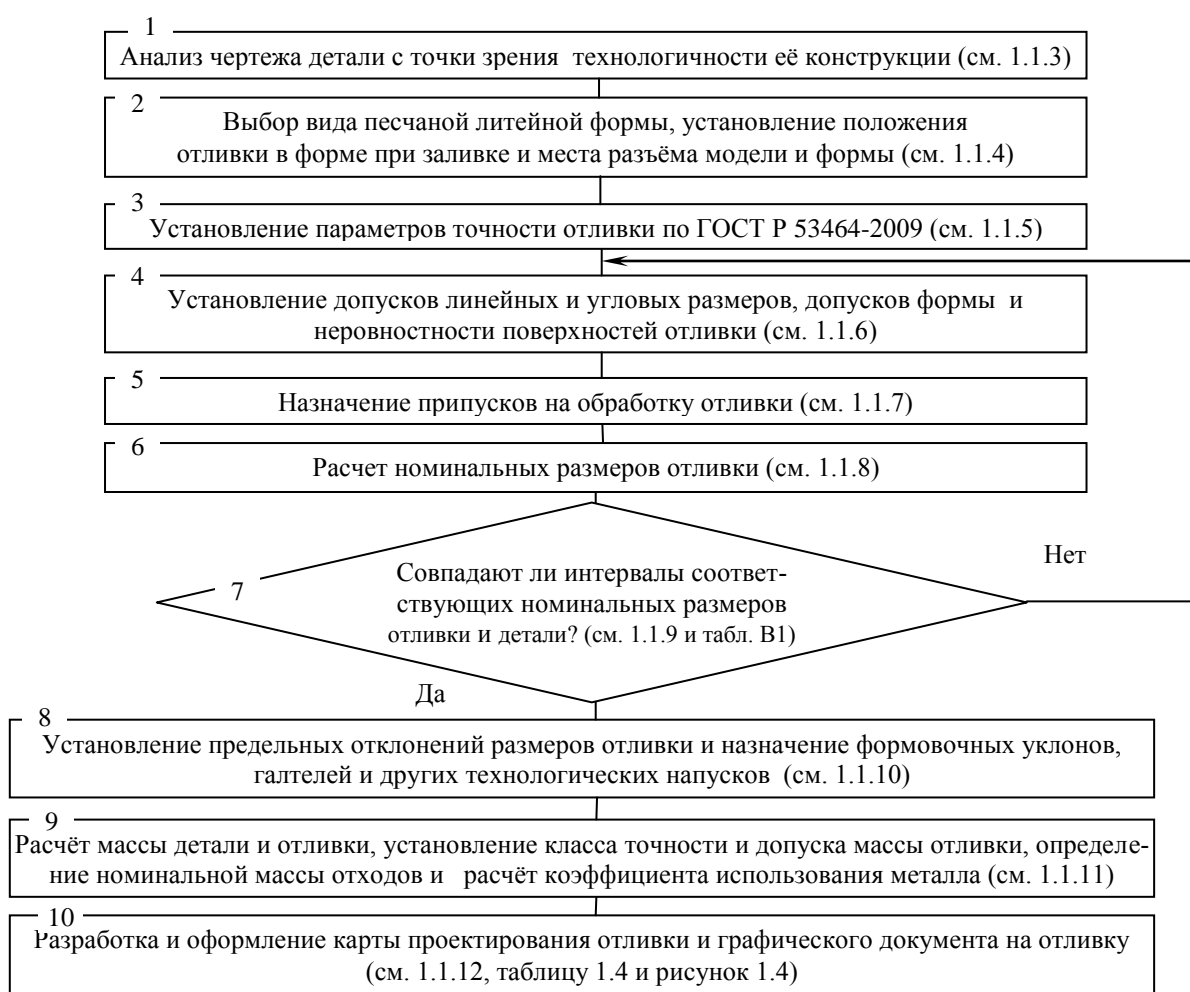 1
Анализ чертежа детали с точки зрения технологичности её конструкции (см. 1.1.3)
2
Выбор вида песчаной литейной формы, установление положения
отливки в форме при заливке и места разъёма модели и формы (см. 1.1.4)
3
Установление параметров точности отливки по ГОСТ Р 53464-2009 (см. 1.1.5)
4
Установление допусков линейных и угловых размеров, допусков формы и
неровностности поверхностей отливки (см. 1.1.6)
5
Назначение припусков на обработку отливки (см. 1.1.7)
6
Расчет номинальных размеров отливки (см. 1.1.8)
Нет
7
Совпадают ли интервалы соответ-
ствующих номинальных размеров
отливки и детали? (см. 1.1.9 и табл. В1)
Да
8
Установление предельных отклонений размеров отливки и назначение формовочных уклонов,
галтелей и других технологических напусков (см. 1.1.10)
9
Расчёт массы детали и отливки, установление класса точности и допуска массы отливки, определе-
ние номинальной массы отходов и расчёт коэффициента использования металла (см. 1.1.11)
10
Разработка и оформление карты проектирования отливки и графического документа на отливку
(см. 1.1.12, таблицу 1.4 и рисунок 1.4)